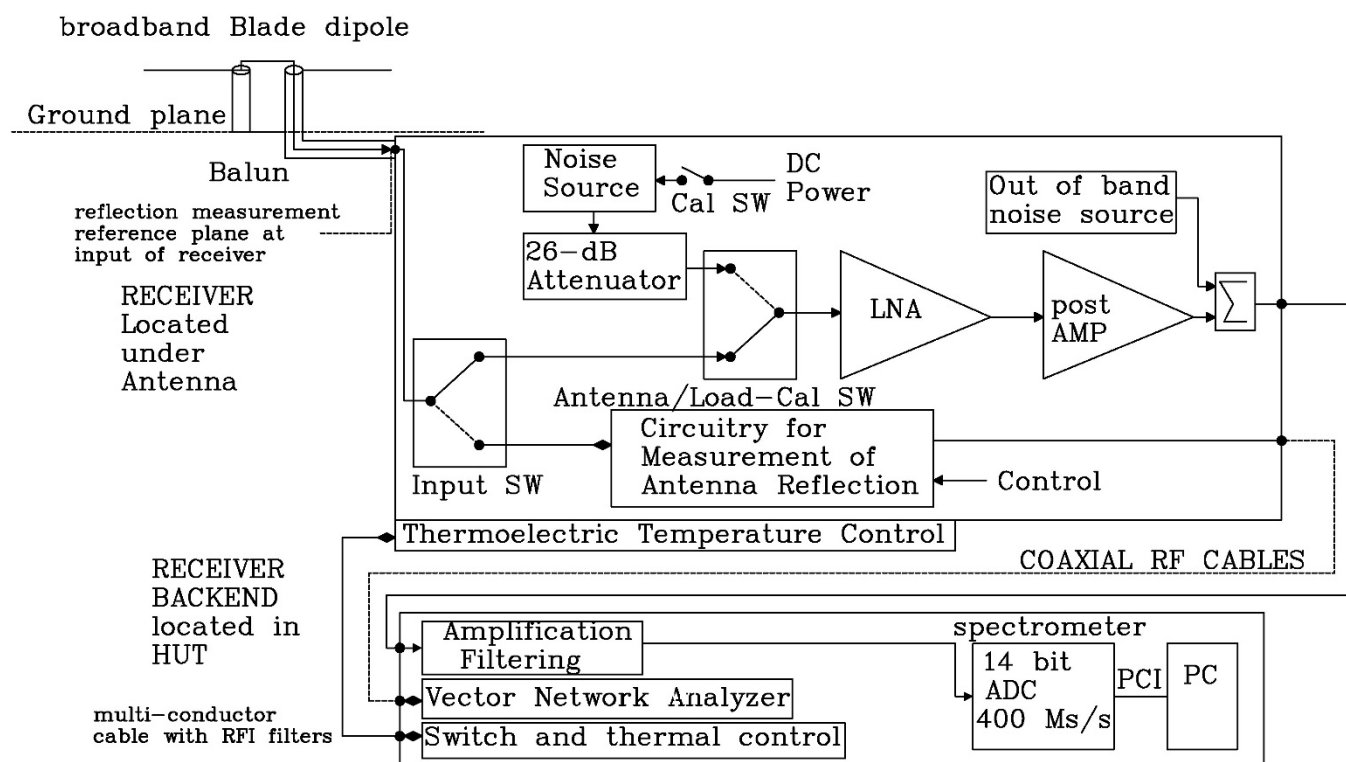 broadband Blade dipole
Ground plane
Balun
reflection measurement
reference plane at
input of receiver
RECEIVER
Located
under
Antenna
Noise
Source
Cal SW
DC
Power
Out of band
noise source
26-dB
Attenuator
LNA
post
AMP
Σ
Antenna/Load-Cal SW
Input SW
Circuitry for
Measurement of
Antenna Reflection
Control
Thermoelectric Temperature Control
COAXIAL RF CABLES
RECEIVER
BACKEND
located in
HUT
Amplification
Filtering
spectrometer
14 bit
ADC
400 Ms/s
PCI
PC
Vector Network Analyzer
multi-conductor
cable with RFI filters
Switch and thermal control